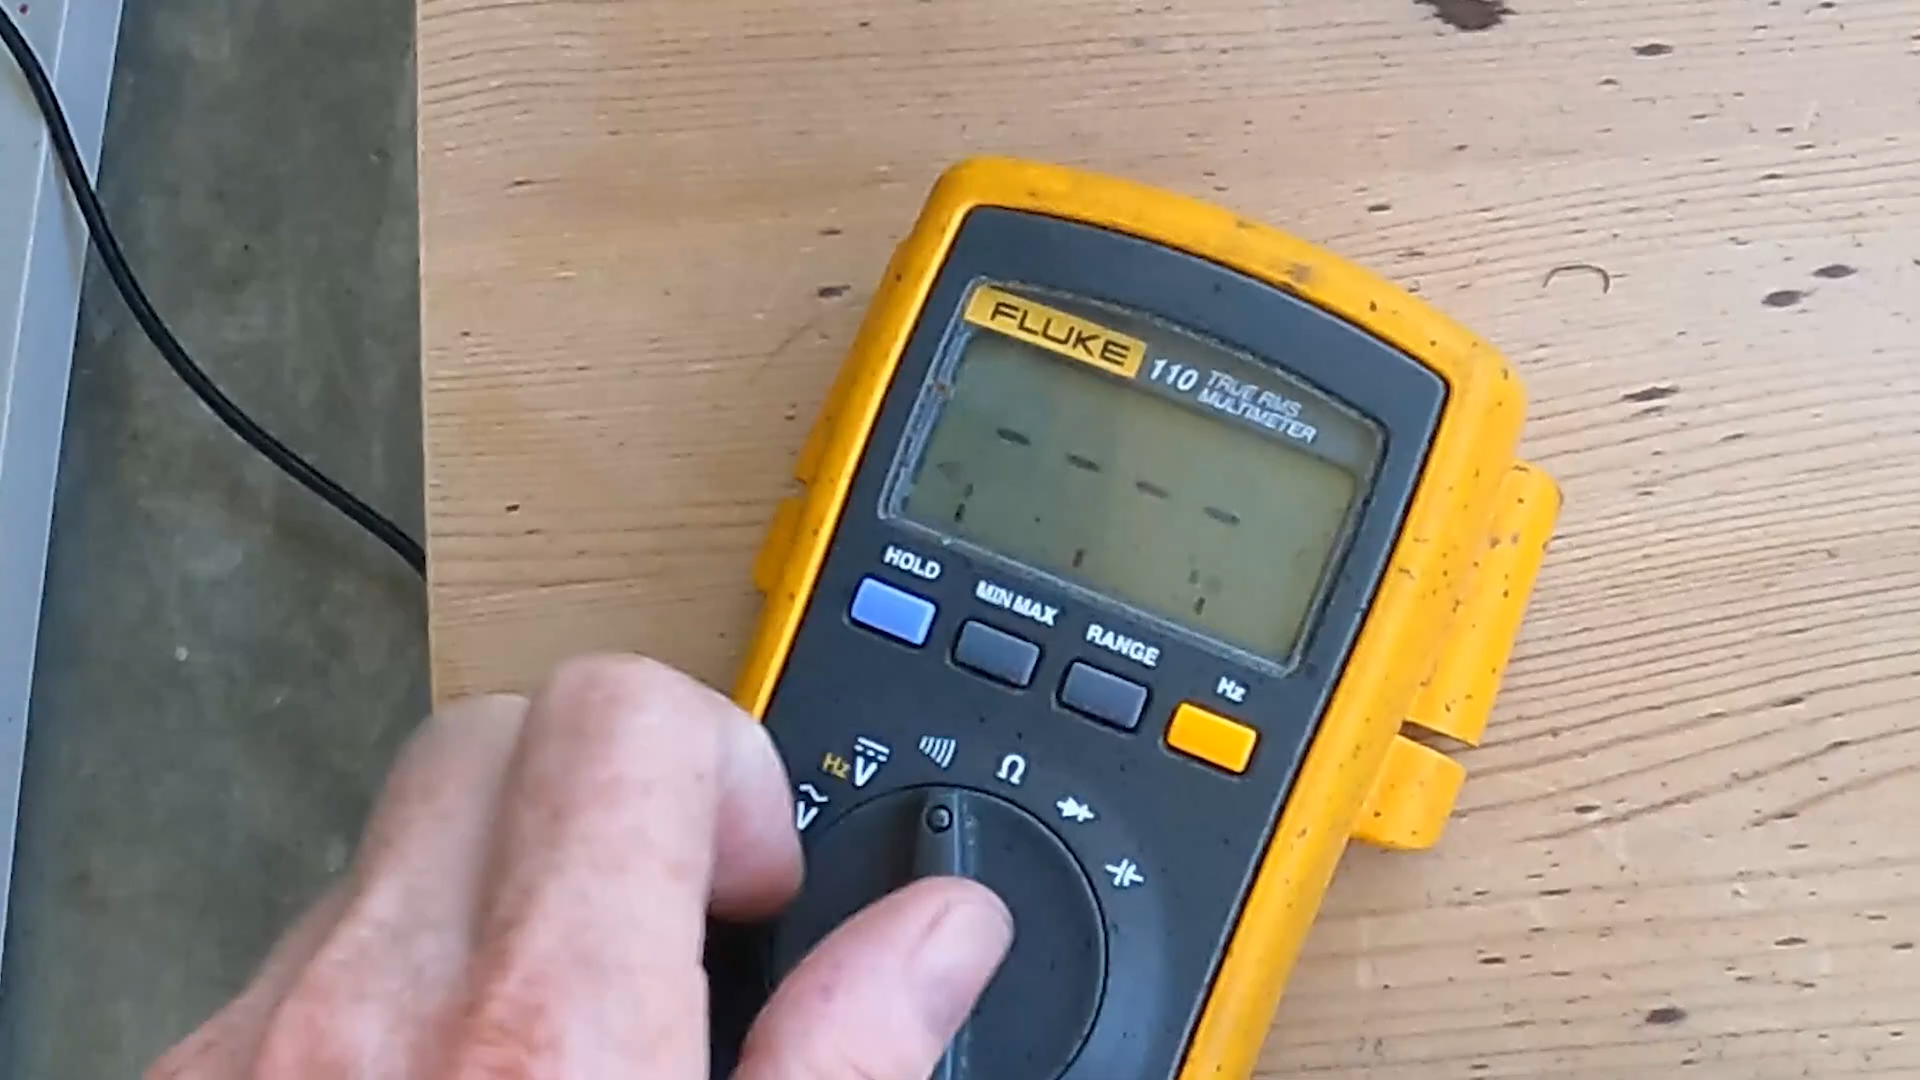 FLUKE 110 TRUE RMS
MULTIMETER
- - - -
HOLD MIN MAX RANGE Hz
Hz V Ω
V